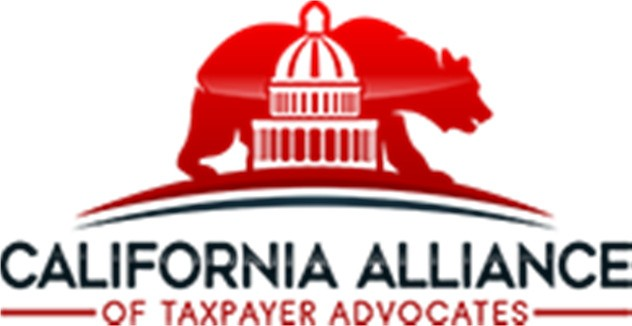 CALIFORNIA ALLIANCE
OF TAXPAYER ADVOCATES